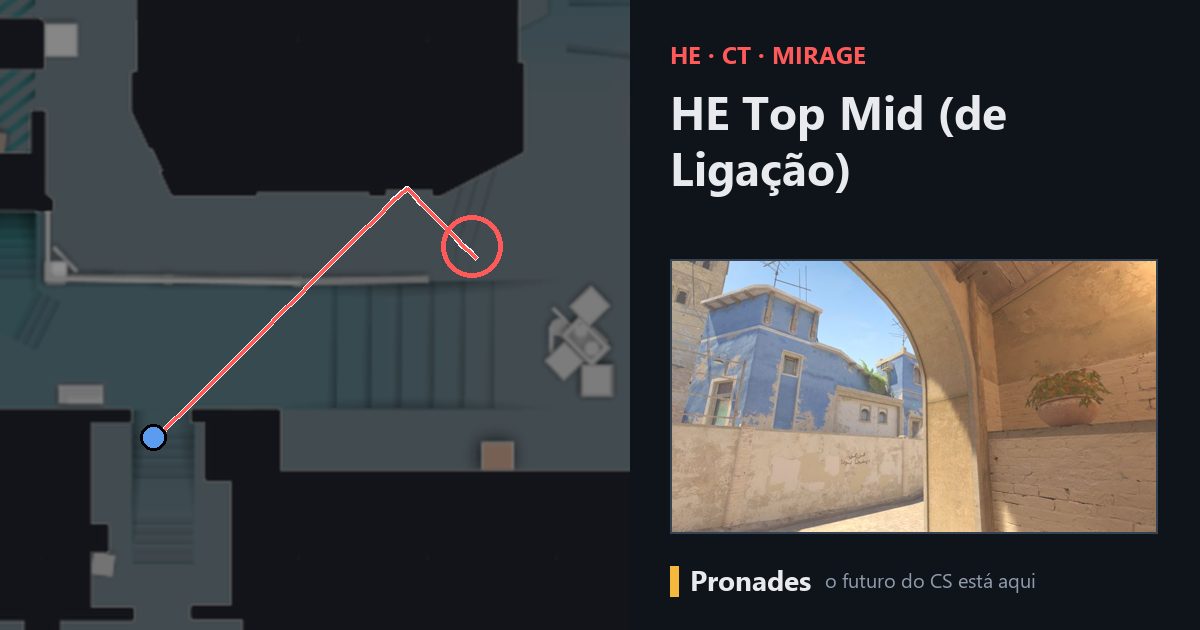 HE · CT · MIRAGE
HE Top Mid (de
Ligação)
Pronades o futuro do CS está aqui